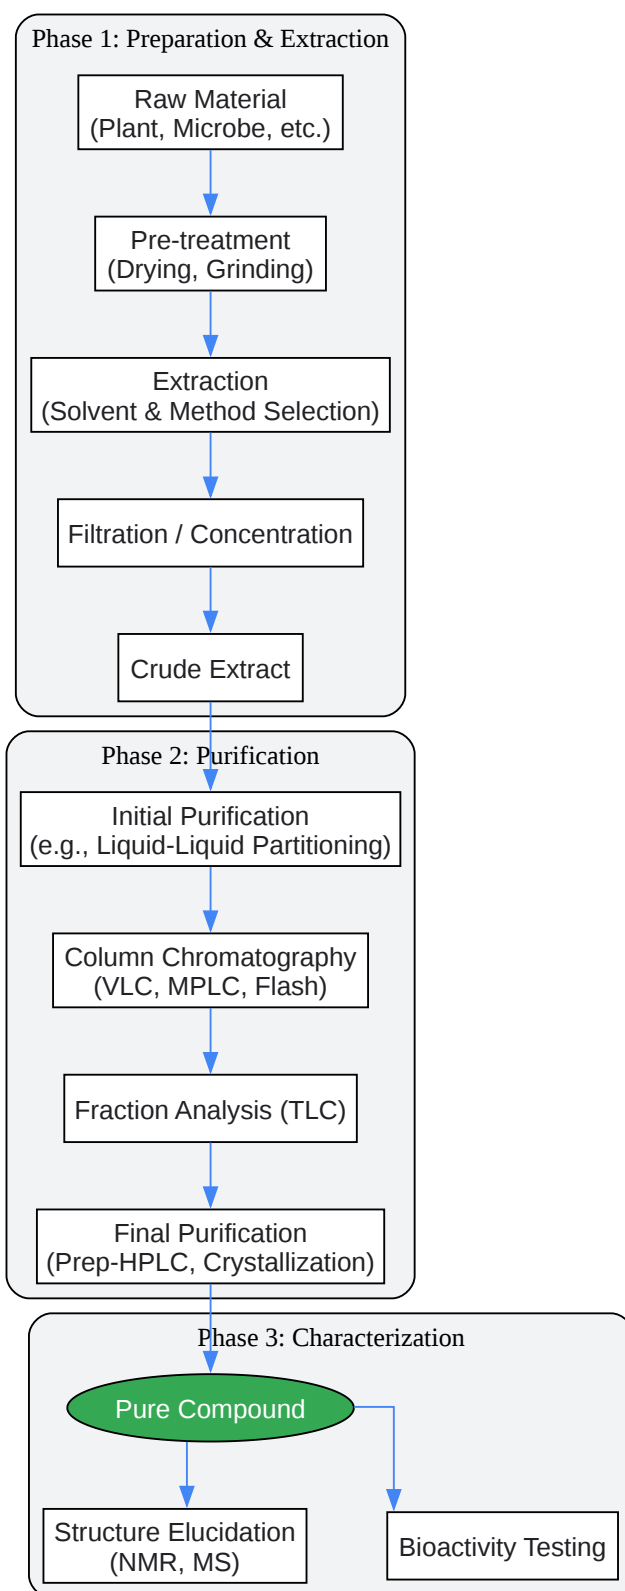 Phase 1: Preparation & Extraction
Raw Material
(Plant, Microbe, etc.)
Pre-treatment
(Drying, Grinding)
Extraction
(Solvent & Method Selection)
Filtration / Concentration
Crude Extract
Phase 2: Purification
Initial Purification
(e.g., Liquid-Liquid Partitioning)
Column Chromatography
(VLC, MPLC, Flash)
Fraction Analysis (TLC)
Final Purification
(Prep-HPLC, Crystallization)
Phase 3: Characterization
Pure Compound
Structure Elucidation
(NMR, MS)
Bioactivity Testing